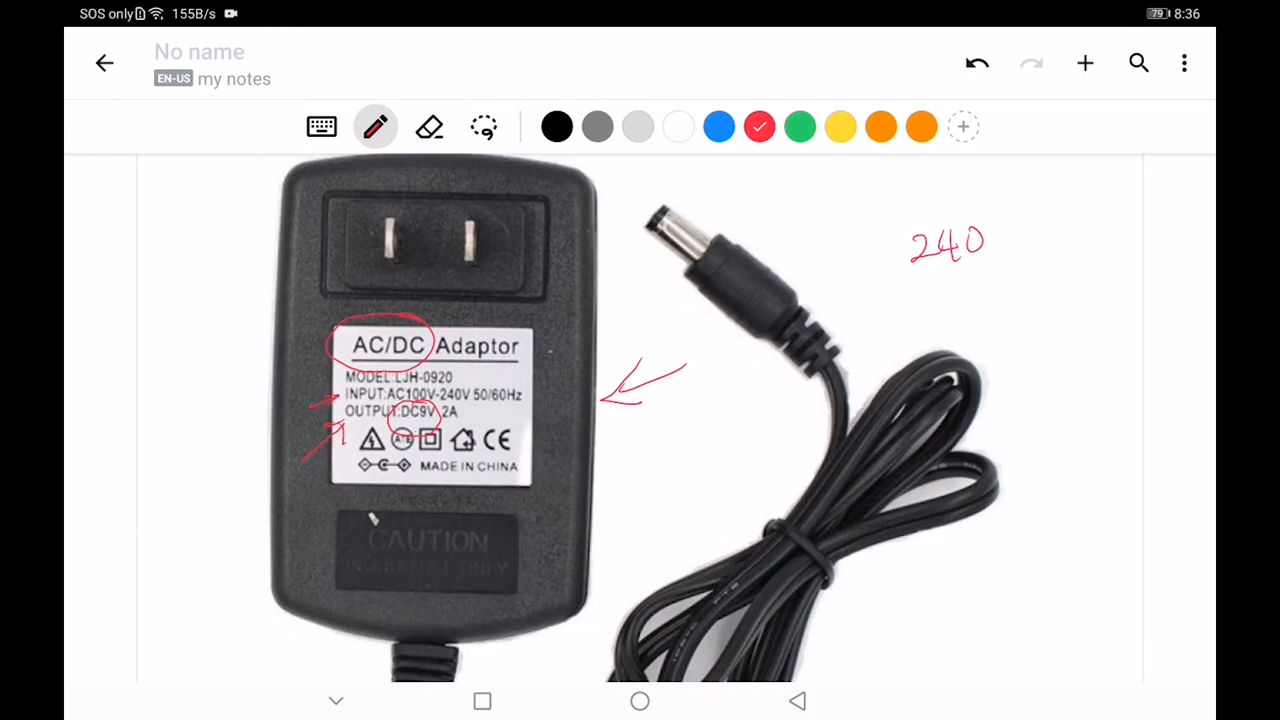 SOS only 155B/s 79 8:36
No name
EN-US my notes
240
AC/DC Adaptor
MODEL:LJH-0920
INPUT:AC100V-240V 50/60Hz
OUTPUT:DC9V 2A
CE
MADE IN CHINA
CAUTION